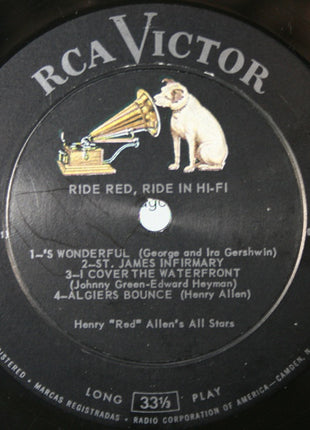 RCA VICTOR
RIDE RED, RIDE IN HI-FI
1–'S WONDERFUL (George and Ira Gershwin)
2–ST. JAMES INFIRMARY
3–I COVER THE WATERFRONT
(Johnny Green-Edward Heyman)
4–ALGIERS BOUNCE (Henry Allen)
Henry "Red" Allen's All Stars
LONG 33⅓ PLAY
MARCAS REGISTRADAS • RADIO CORPORATION OF AMERICA—CAMDEN,